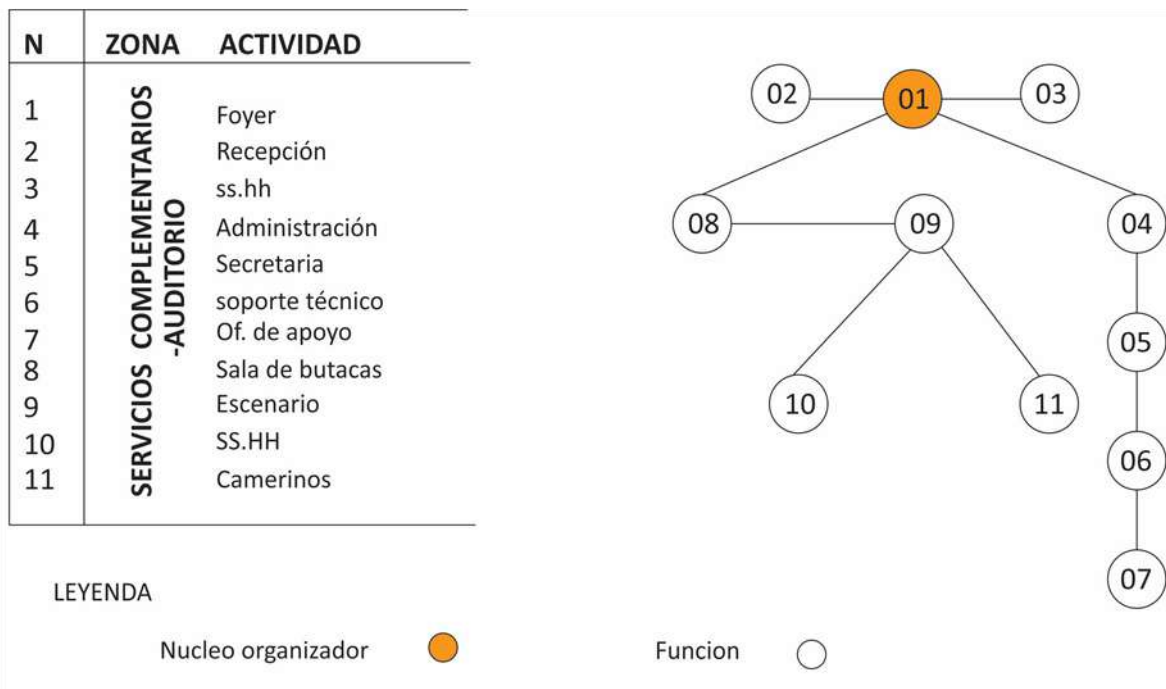 N ZONA ACTIVIDAD
SERVICIOS COMPLEMENTARIOS
-AUDITORIO
1 Foyer
2 Recepción
3 ss.hh
4 Administración
5 Secretaria
6 soporte técnico
7 Of. de apoyo
8 Sala de butacas
9 Escenario
10 SS.HH
11 Camerinos
02 01 03
08 09 04
05
10 11
06
07
LEYENDA
Nucleo organizador Funcion